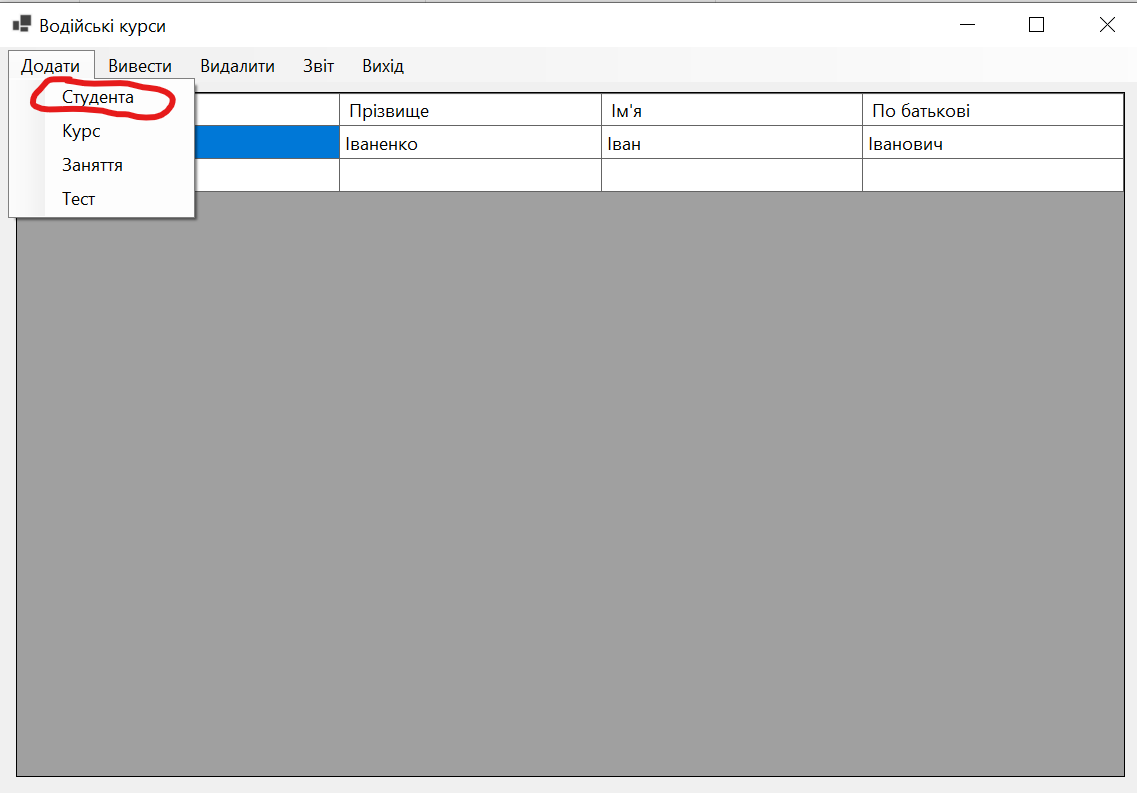 Водійські курси
Додати Вивести Видалити Звіт Вихід
Студента
Курс
Заняття
Тест
Прізвище Ім'я По батькові
Іваненко Іван Іванович